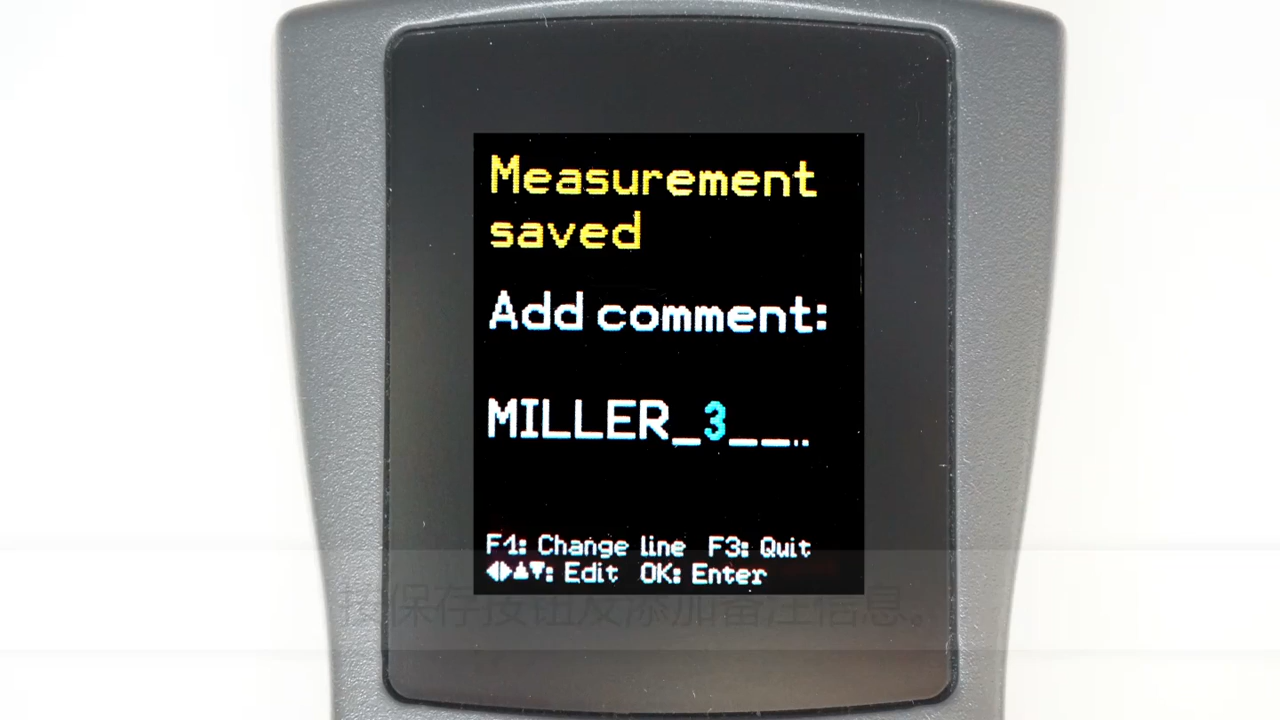 Measurement
saved
Add comment:
MILLER_3__..
F1: Change line F3: Quit
◀▶▲▼: Edit OK: Enter
按保存按钮及添加备注信息。